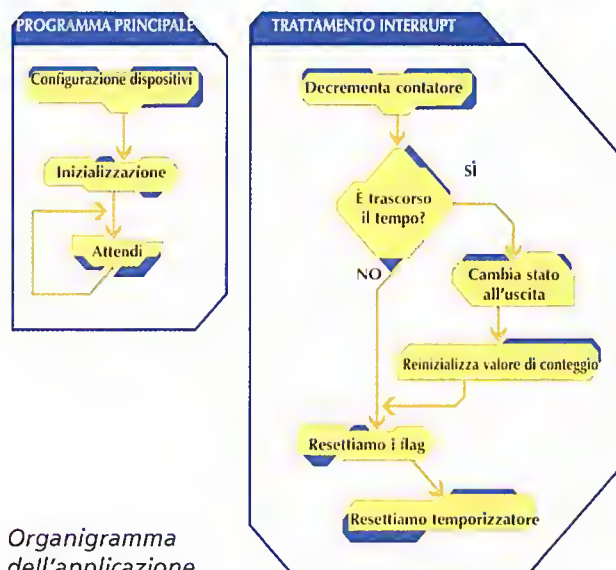 PROGRAMMA PRINCIPALE
Configurazione dispositivi
Inizializzazione
Attendi
TRATTAMENTO INTERRUPT
Decrementa contatore
È trascorso
il tempo?
SÌ
NO
Cambia stato
all'uscita
Reinizializza valore di conteggio
Resettiamo i flag
Resettiamo temporizzatore
Organigramma
dell'applicazione